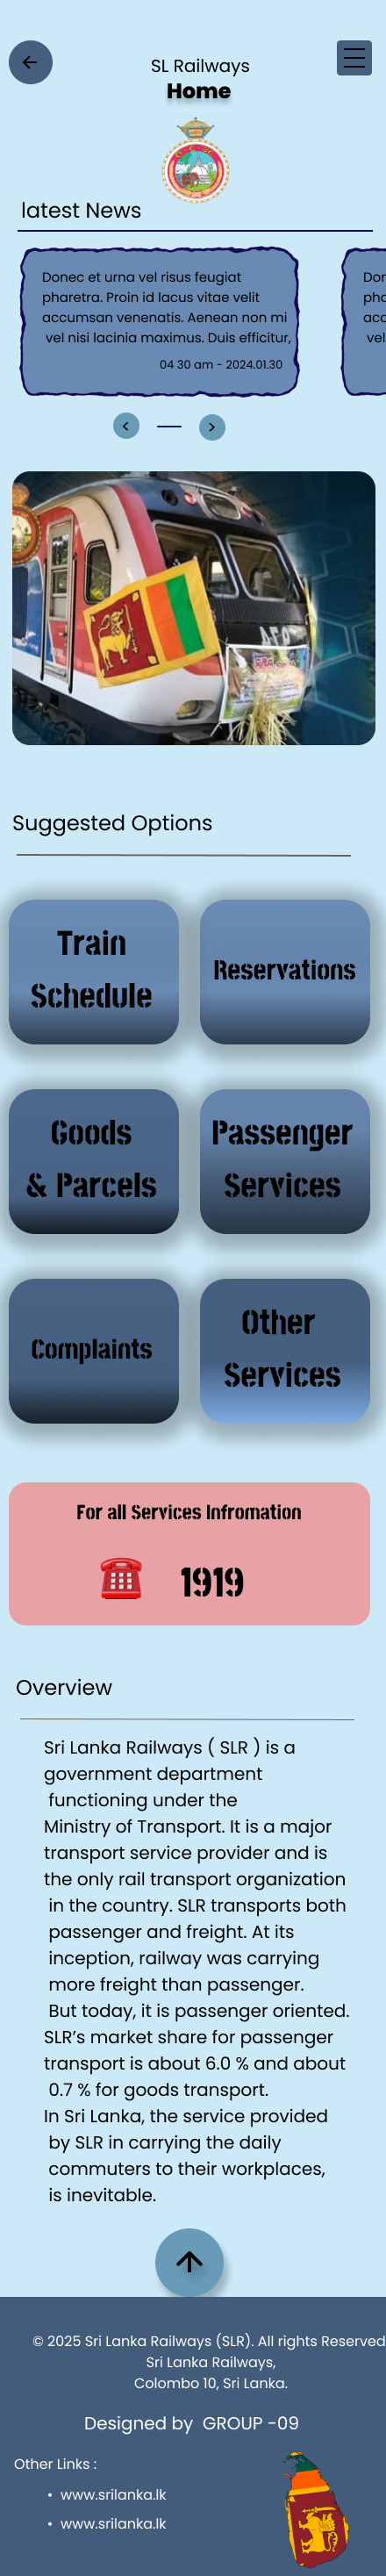 SL Railways
Home
latest News
Donec et urna vel risus feugiat
pharetra. Proin id lacus vitae velit
accumsan venenatis. Aenean non mi
vel nisi lacinia maximus. Duis efficitur,
04 30 am - 2024.01.30
Don
pha
acc
vel
Suggested Options
Train
Schedule
Reservations
Goods
& Parcels
Passenger
Services
Complaints
Other
Services
For all Services Infromation
1919
Overview
Sri Lanka Railways ( SLR ) is a
government department
functioning under the
Ministry of Transport. It is a major
transport service provider and is
the only rail transport organization
in the country. SLR transports both
passenger and freight. At its
inception, railway was carrying
more freight than passenger.
But today, it is passenger oriented.
SLR’s market share for passenger
transport is about 6.0 % and about
0.7 % for goods transport.
In Sri Lanka, the service provided
by SLR in carrying the daily
commuters to their workplaces,
is inevitable.
© 2025 Sri Lanka Railways (SLR). All rights Reserved
Sri Lanka Railways,
Colombo 10, Sri Lanka.
Designed by GROUP -09
Other Links :
• www.srilanka.lk
• www.srilanka.lk